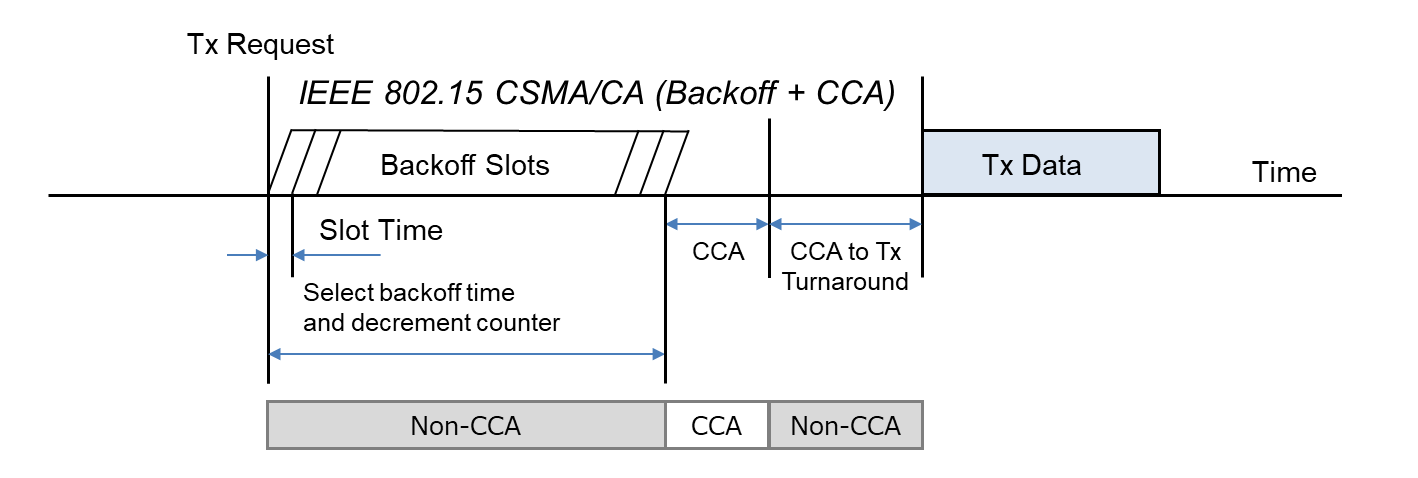 Tx Request
IEEE 802.15 CSMA/CA (Backoff + CCA)
Backoff Slots
Tx Data
Time
Slot Time
CCA
CCA to Tx
Turnaround
Select backoff time
and decrement counter
Non-CCA
CCA
Non-CCA